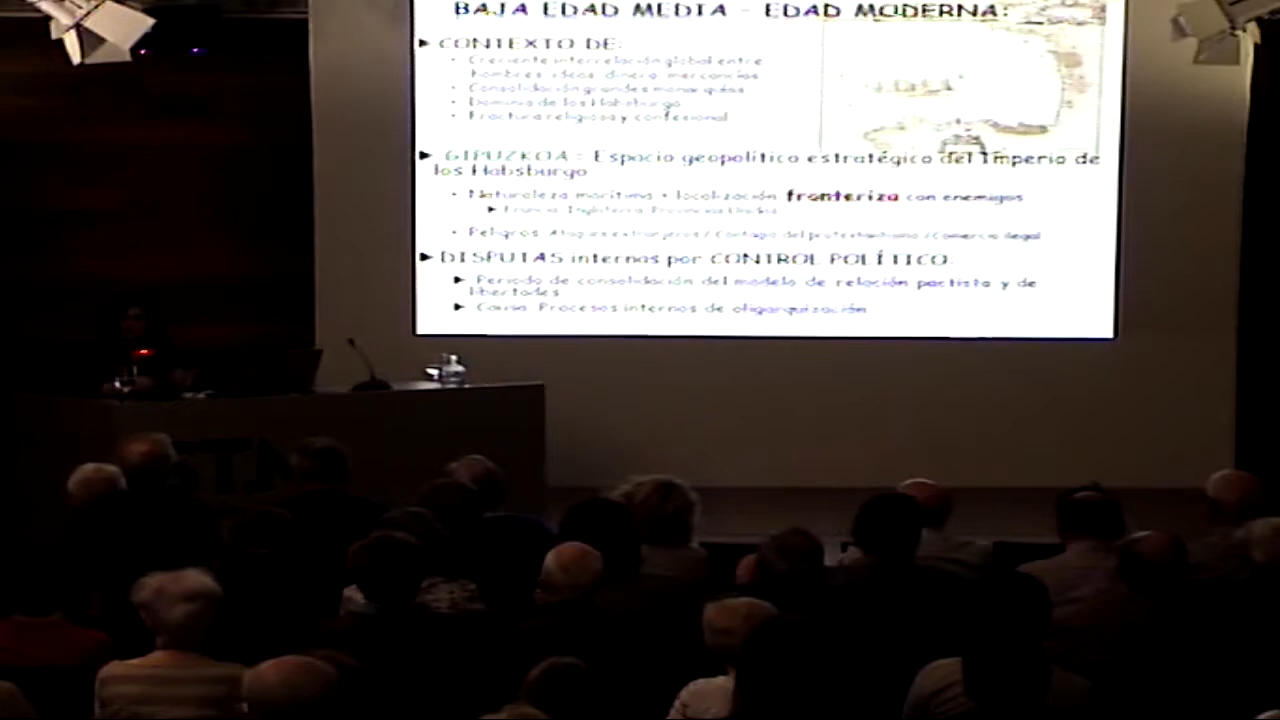 BAJA EDAD MEDIA - EDAD MODERNA:
► CONTEXTO DE:
• Creciente interrelación global entre
hombres ideas dinero mercancías
• Consolidación grandes monarquías
• Dominio de los Habsburgo
• Fractura religiosa y confesional
► GIPUZKOA: Espacio geopolítico estratégico del Imperio de
los Habsburgo
• Naturaleza marítima + localización fronteriza con enemigos
► Francia Inglaterra Provincias Unidas
• Peligros: Ataques extranjeros / Contagio del protestantismo / Comercio ilegal
► DISPUTAS internas por CONTROL POLÍTICO:
► Periodo de consolidación del modelo de relación pactista y de
libertades
► Causa: Procesos internos de oligarquización